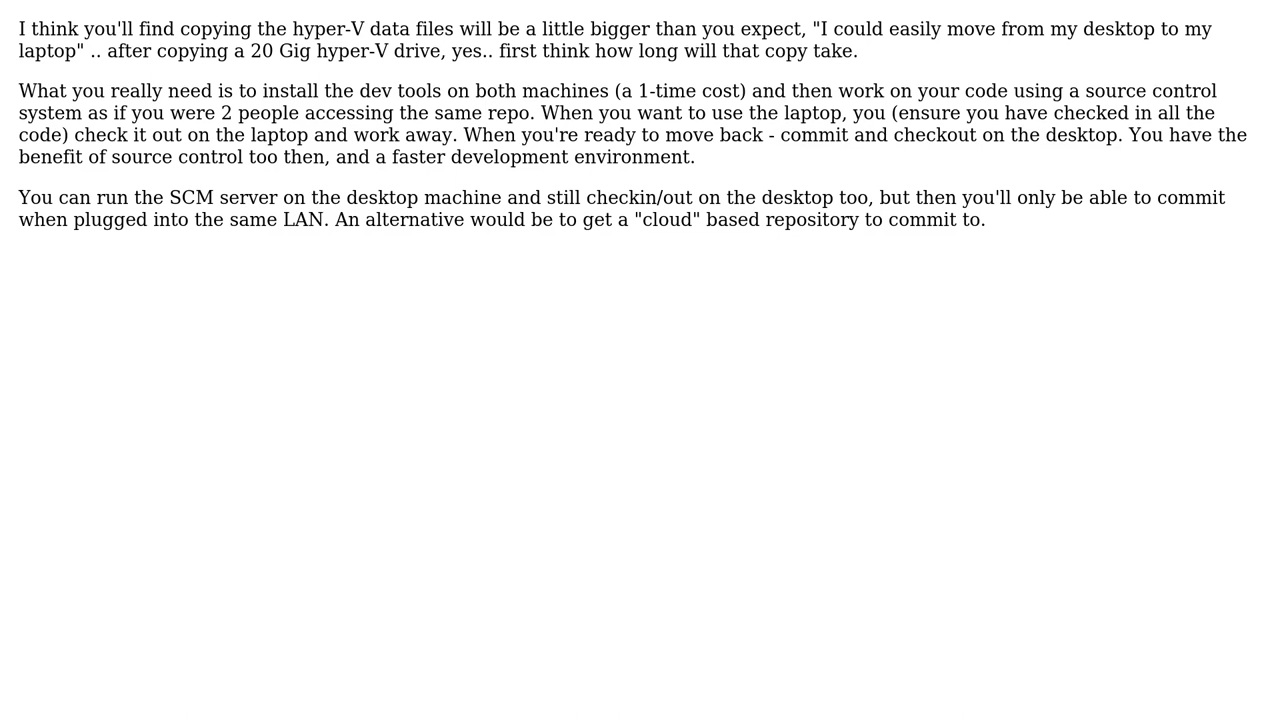 I think you'll find copying the hyper-V data files will be a little bigger than you expect, "I could easily move from my desktop to my
laptop" .. after copying a 20 Gig hyper-V drive, yes.. first think how long will that copy take.
What you really need is to install the dev tools on both machines (a 1-time cost) and then work on your code using a source control
system as if you were 2 people accessing the same repo. When you want to use the laptop, you (ensure you have checked in all the
code) check it out on the laptop and work away. When you're ready to move back - commit and checkout on the desktop. You have the
benefit of source control too then, and a faster development environment.
You can run the SCM server on the desktop machine and still checkin/out on the desktop too, but then you'll only be able to commit
when plugged into the same LAN. An alternative would be to get a "cloud" based repository to commit to.